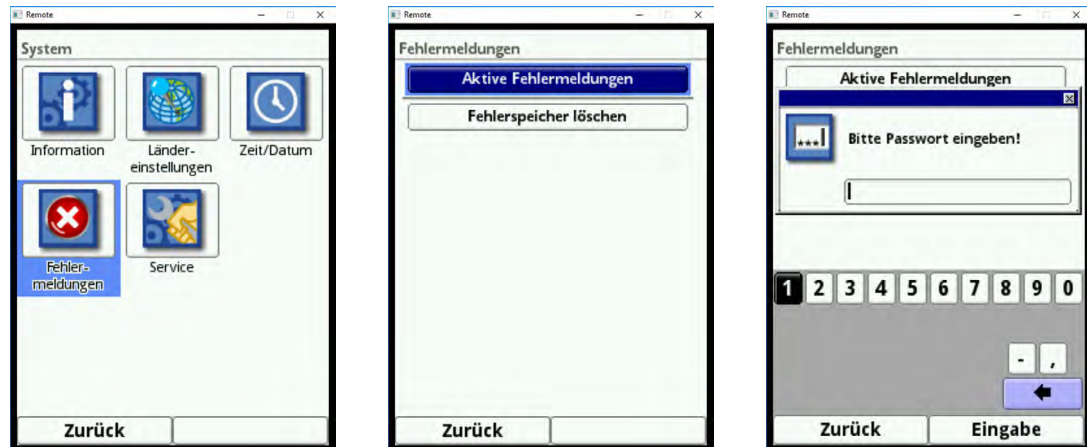 Remote
System
Information
Länder-
einstellungen
Zeit/Datum
Fehler-
meldungen
Service
Zurück
Remote
Fehlermeldungen
Aktive Fehlermeldungen
Fehlerspeicher löschen
Zurück
Remote
Fehlermeldungen
Aktive Fehlermeldungen
***
Bitte Passwort eingeben!
1 2 3 4 5 6 7 8 9 0
- ,
Zurück Eingabe